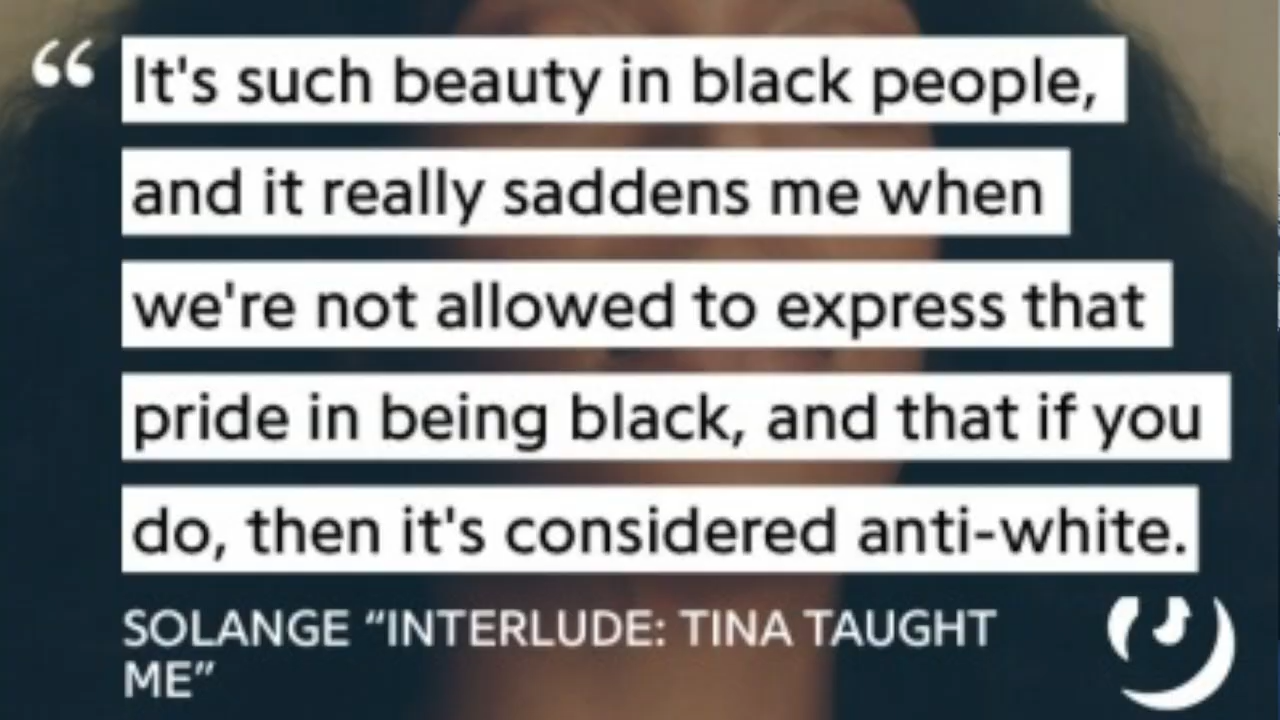 “
It's such beauty in black people,
and it really saddens me when
we're not allowed to express that
pride in being black, and that if you
do, then it's considered anti-white.
SOLANGE “INTERLUDE: TINA TAUGHT
ME”